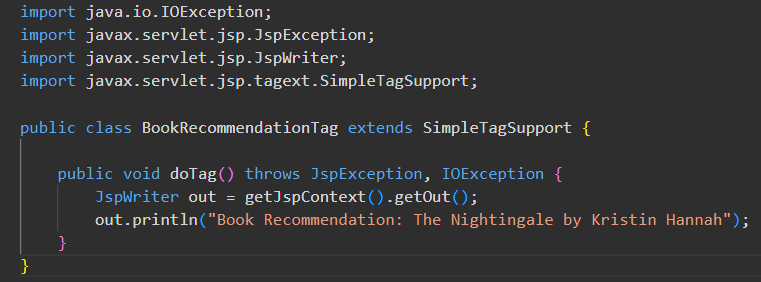 import java.io.IOException;
import javax.servlet.jsp.JspException;
import javax.servlet.jsp.JspWriter;
import javax.servlet.jsp.tagext.SimpleTagSupport;

public class BookRecommendationTag extends SimpleTagSupport {

    public void doTag() throws JspException, IOException {
        JspWriter out = getJspContext().getOut();
        out.println("Book Recommendation: The Nightingale by Kristin Hannah");
    }
}